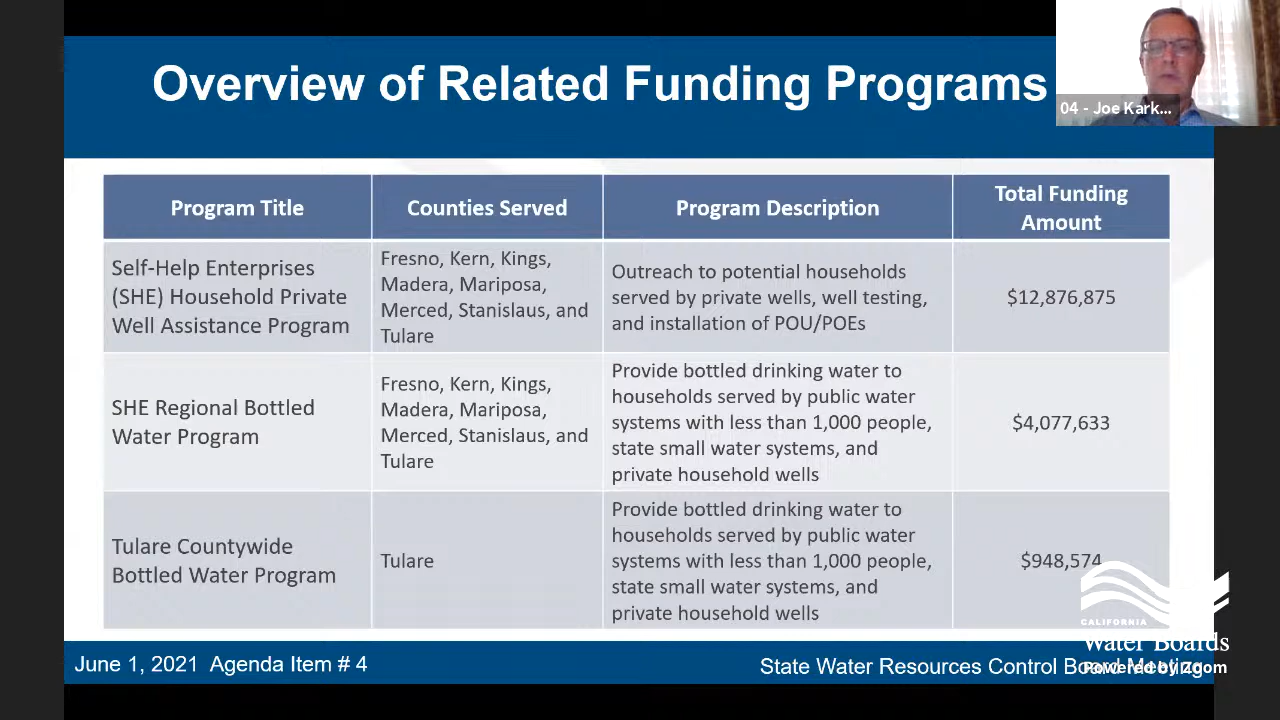 Overview of Related Funding Programs
04 - Joe Kark...
Program Title
Counties Served
Program Description
Total Funding
Amount
Self-Help Enterprises
(SHE) Household Private
Well Assistance Program
Fresno, Kern, Kings,
Madera, Mariposa,
Merced, Stanislaus, and
Tulare
Outreach to potential households
served by private wells, well testing,
and installation of POU/POEs
$12,876,875
SHE Regional Bottled
Water Program
Fresno, Kern, Kings,
Madera, Mariposa,
Merced, Stanislaus, and
Tulare
Provide bottled drinking water to
households served by public water
systems with less than 1,000 people,
state small water systems, and
private household wells
$4,077,633
Tulare Countywide
Bottled Water Program
Tulare
Provide bottled drinking water to
households served by public water
systems with less than 1,000 people,
state small water systems, and
private household wells
$948,574
CALIFORNIA
Water Boards
Powered by Zoom
June 1, 2021 Agenda Item # 4
State Water Resources Control Board Meeting